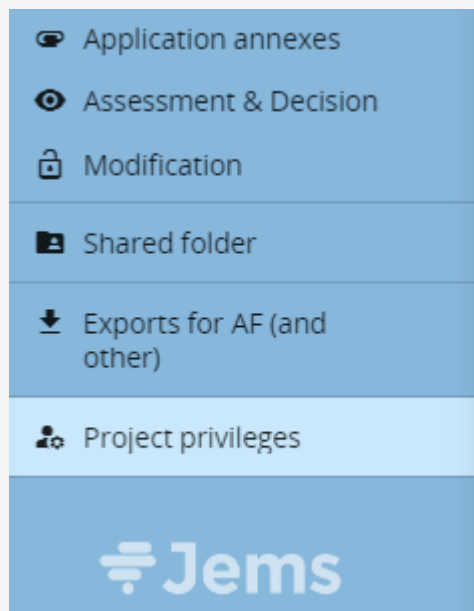 Application annexes
Assessment & Decision
Modification
Shared folder
Exports for AF (and
other)
Project privileges
Jems